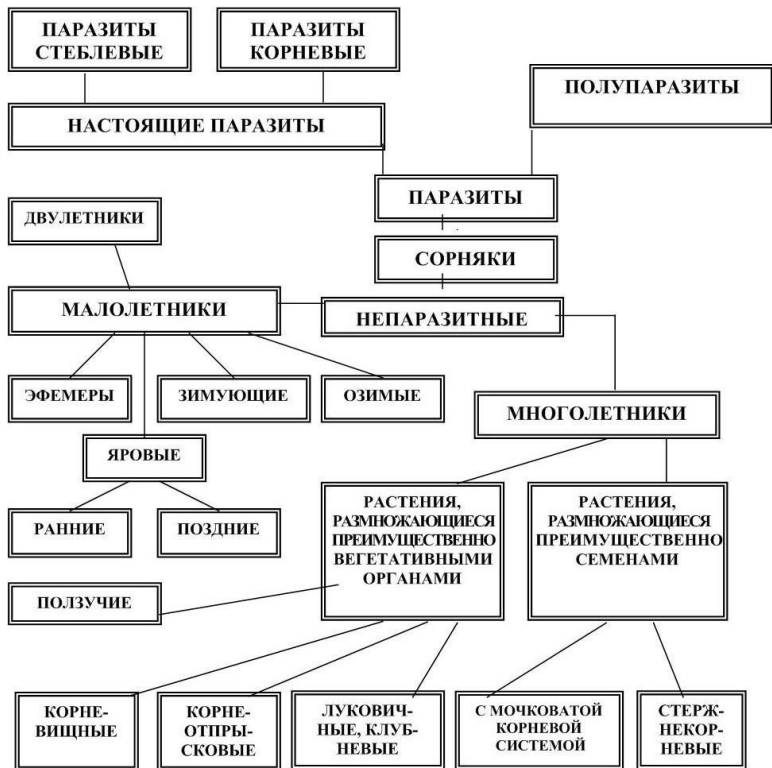 ПАРАЗИТЫ
СТЕБЛЕВЫЕ
ПАРАЗИТЫ
КОРНЕВЫЕ
ПОЛУПАРАЗИТЫ
НАСТОЯЩИЕ ПАРАЗИТЫ
ПАРАЗИТЫ
ДВУЛЕТНИКИ
СОРНЯКИ
МАЛОЛЕТНИКИ
НЕПАРАЗИТНЫЕ
ЭФЕМЕРЫ
ЗИМУЮЩИЕ
ОЗИМЫЕ
МНОГОЛЕТНИКИ
ЯРОВЫЕ
РАННИЕ
ПОЗДНИЕ
РАСТЕНИЯ,
РАЗМНОЖАЮЩИЕСЯ
ПРЕИМУЩЕСТВЕННО
ВЕГЕТАТИВНЫМИ
ОРГАНАМИ
РАСТЕНИЯ,
РАЗМНОЖАЮЩИЕСЯ
ПРЕИМУЩЕСТВЕННО
СЕМЕНАМИ
ПОЛЗУЧИЕ
КОРНЕ-
ВИЩНЫЕ
КОРНЕ-
ОТПРЫ-
СКОВЫЕ
ЛУКОВИЧ-
НЫЕ, КЛУБ-
НЕВЫЕ
С МОЧКОВАТОЙ
КОРНЕВОЙ
СИСТЕМОЙ
СТЕРЖ-
НЕКОР-
НЕВЫЕ